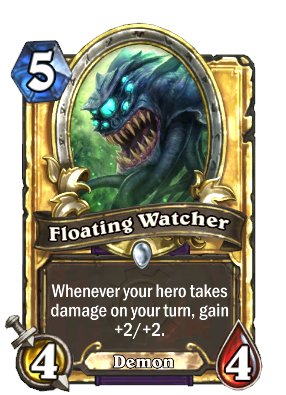 5
Floating Watcher
Whenever your hero takes
damage on your turn, gain
+2/+2.
4
Demon
4